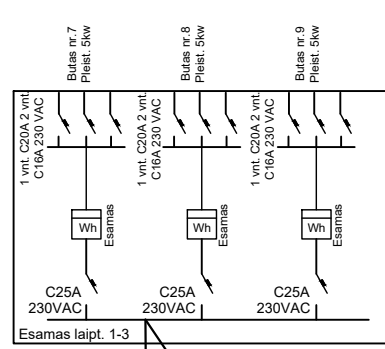 Butas nr.7
Pleist. 5kw
Butas nr.8
Pleist. 5kw
Butas nr.9
Pleist. 5kw
1 vnt. C20A 2 vnt.
C16A 230 VAC
1 vnt. C20A 2 vnt.
C16A 230 VAC
1 vnt. C20A 2 vnt.
C16A 230 VAC
Wh
Esamas
Wh
Esamas
Wh
Esamas
C25A
230VAC
C25A
230VAC
C25A
230VAC
Esamas laipt. 1-3